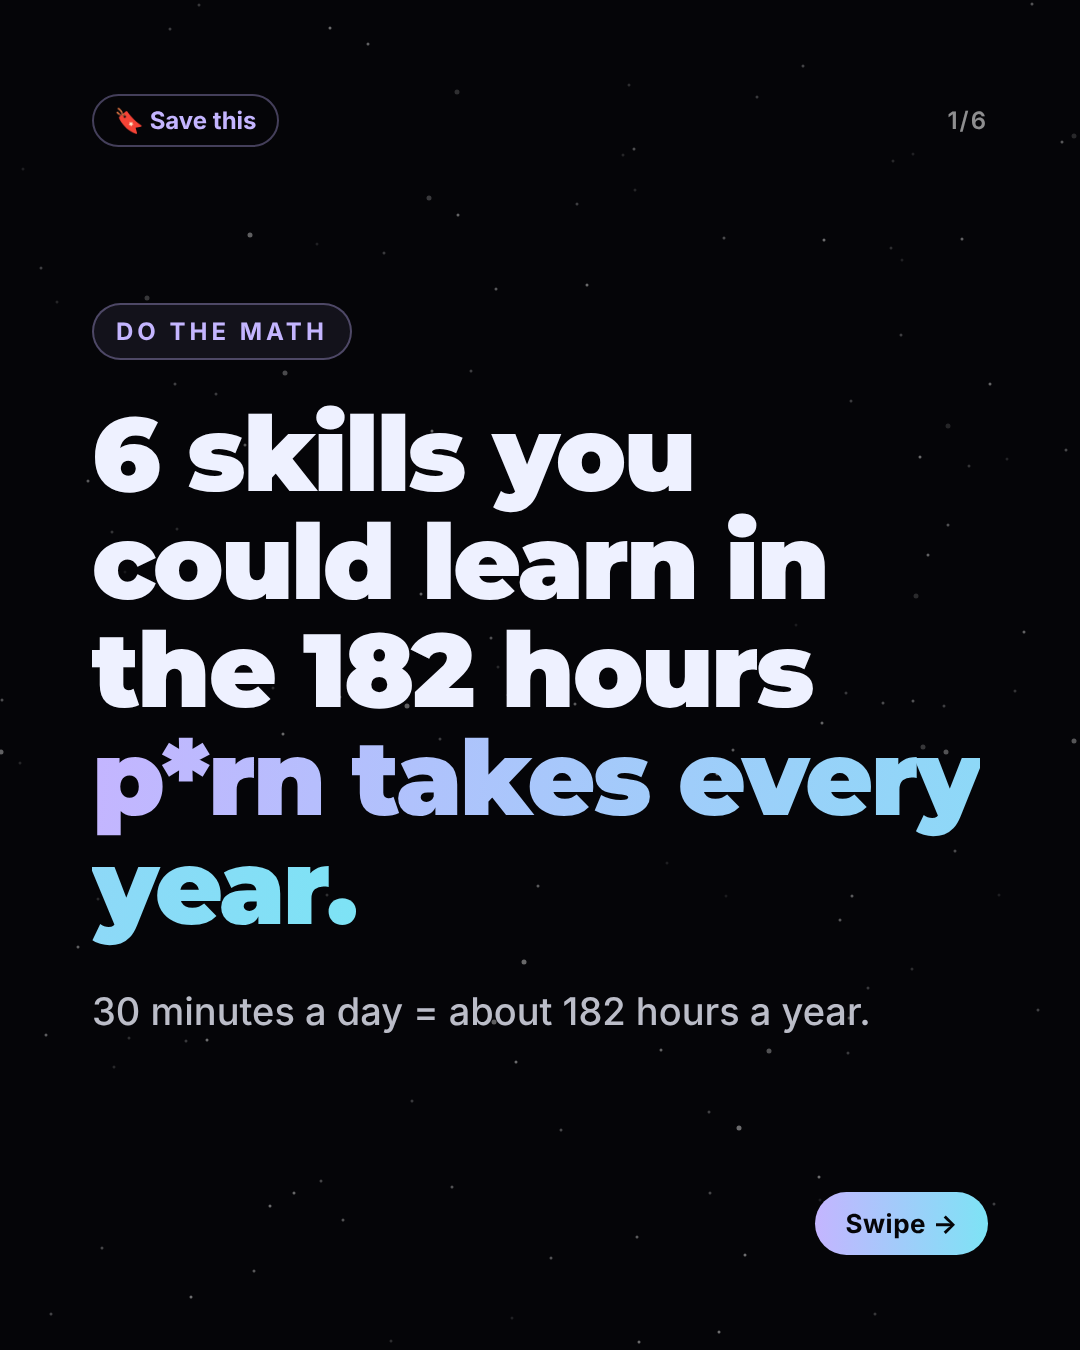 🔖 Save this
1/6
DO THE MATH
6 skills you
could learn in
the 182 hours
p*rn takes every
year.
30 minutes a day = about 182 hours a year.
Swipe →